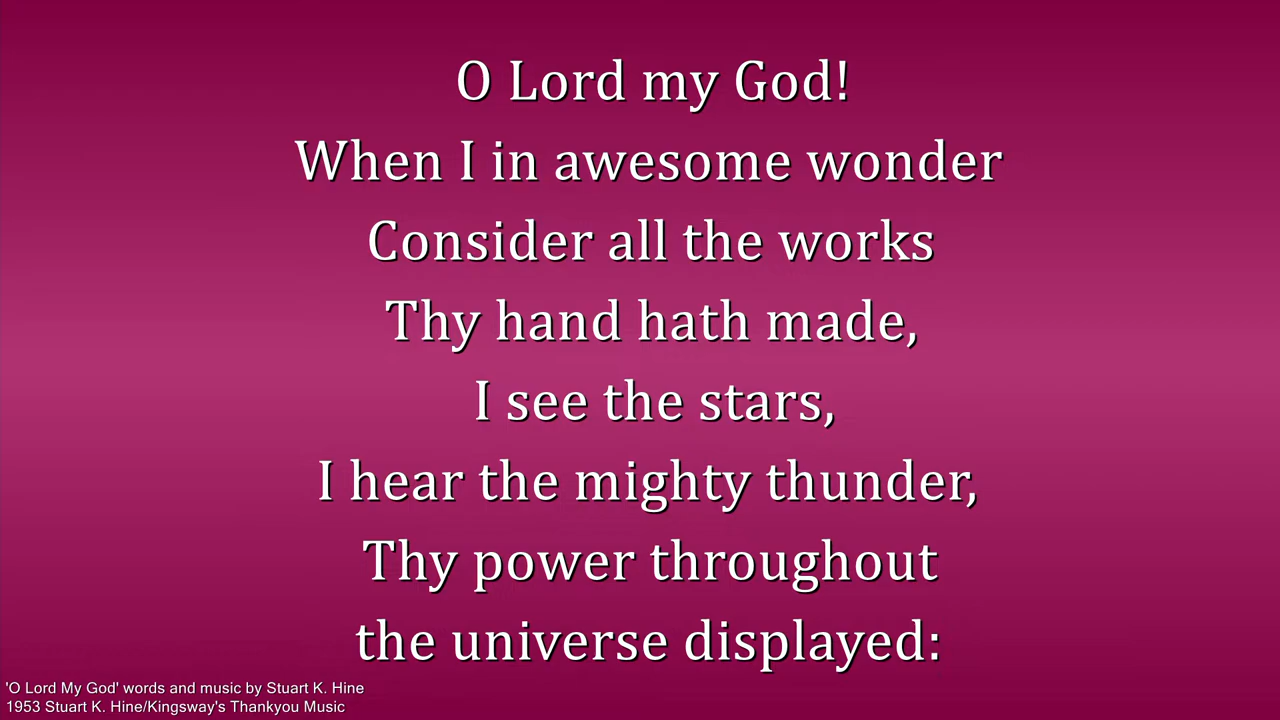 O Lord my God!
When I in awesome wonder
Consider all the works
Thy hand hath made,
I see the stars,
I hear the mighty thunder,
Thy power throughout
the universe displayed:
'O Lord My God' words and music by Stuart K. Hine
1953 Stuart K. Hine/Kingsway's Thankyou Music